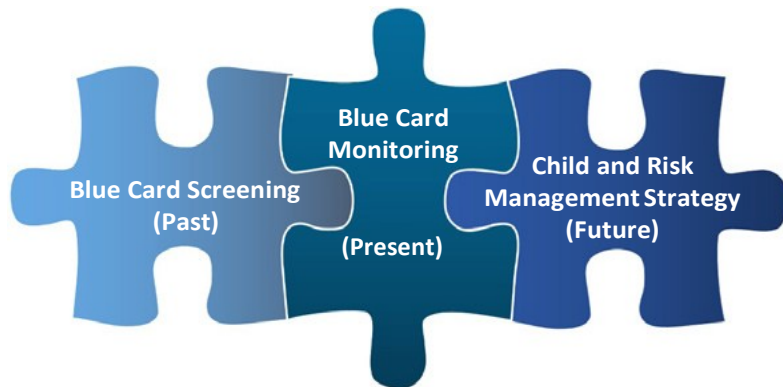 Blue Card Screening
(Past)
Blue Card
Monitoring
(Present)
Child and Risk
Management Strategy
(Future)